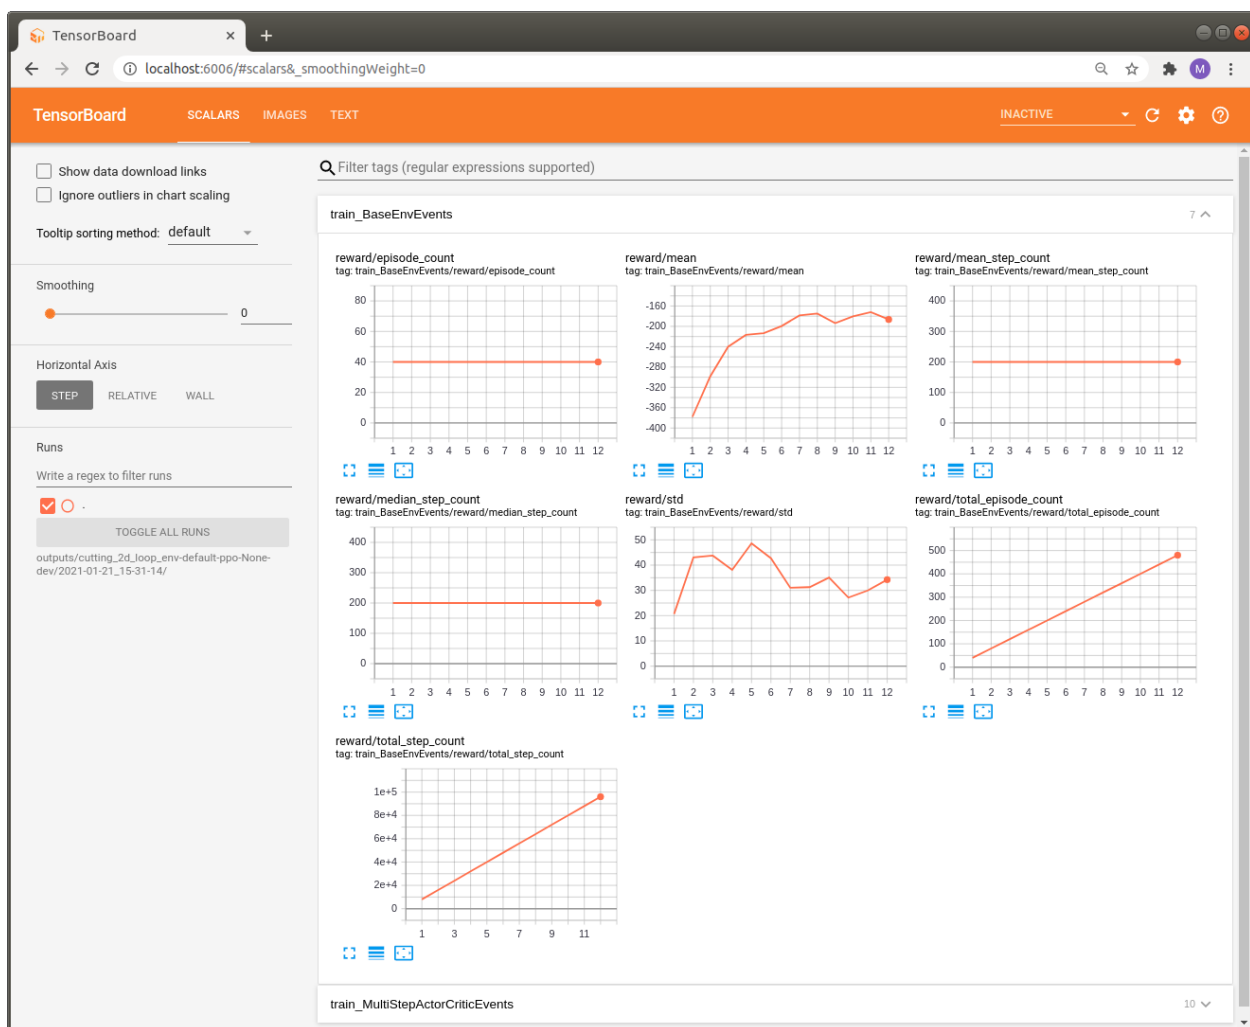 TensorBoard
localhost:6006/#scalars&_smoothingWeight=0
M
TensorBoard
SCALARS
IMAGES
TEXT
INACTIVE
Show data download links
Ignore outliers in chart scaling
Tooltip sorting method: default
Smoothing
0
Horizontal Axis
STEP
RELATIVE
WALL
Runs
Write a regex to filter runs
.
TOGGLE ALL RUNS
outputs/cutting_2d_loop_env-default-ppo-None-
dev/2021-01-21_15-31-14/
Filter tags (regular expressions supported)
train_BaseEnvEvents
7
reward/episode_count
tag: train_BaseEnvEvents/reward/episode_count
80
60
40
20
0
1 2 3 4 5 6 7 8 9 10 11 12
reward/mean
tag: train_BaseEnvEvents/reward/mean
-160
-200
-240
-280
-320
-360
-400
1 2 3 4 5 6 7 8 9 10 11 12
reward/mean_step_count
tag: train_BaseEnvEvents/reward/mean_step_count
400
300
200
100
0
1 2 3 4 5 6 7 8 9 10 11 12
reward/median_step_count
tag: train_BaseEnvEvents/reward/median_step_count
400
300
200
100
0
1 2 3 4 5 6 7 8 9 10 11 12
reward/std
tag: train_BaseEnvEvents/reward/std
50
40
30
20
10
0
1 2 3 4 5 6 7 8 9 10 11 12
reward/total_episode_count
tag: train_BaseEnvEvents/reward/total_episode_count
500
400
300
200
100
0
1 2 3 4 5 6 7 8 9 10 11 12
reward/total_step_count
tag: train_BaseEnvEvents/reward/total_step_count
1e+5
8e+4
6e+4
4e+4
2e+4
0
1 3 5 7 9 11
train_MultiStepActorCriticEvents
10